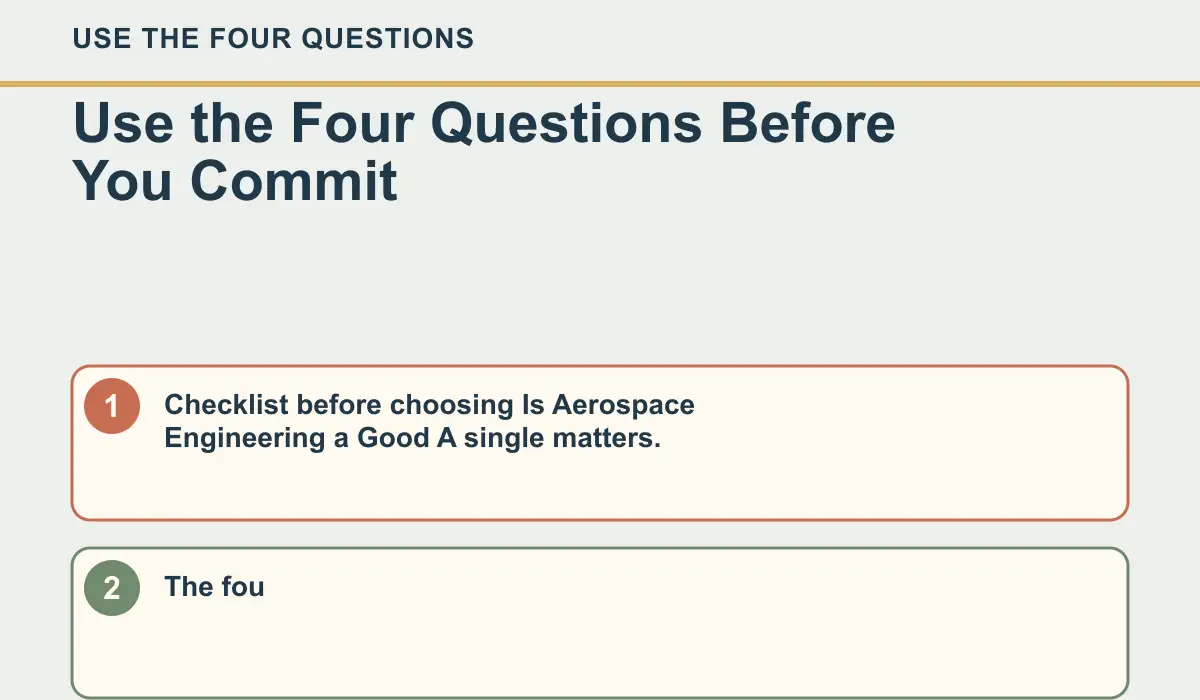 USE THE FOUR QUESTIONS
Use the Four Questions Before
You Commit
1
Checklist before choosing Is Aerospace
Engineering a Good A single matters.
2
The fou